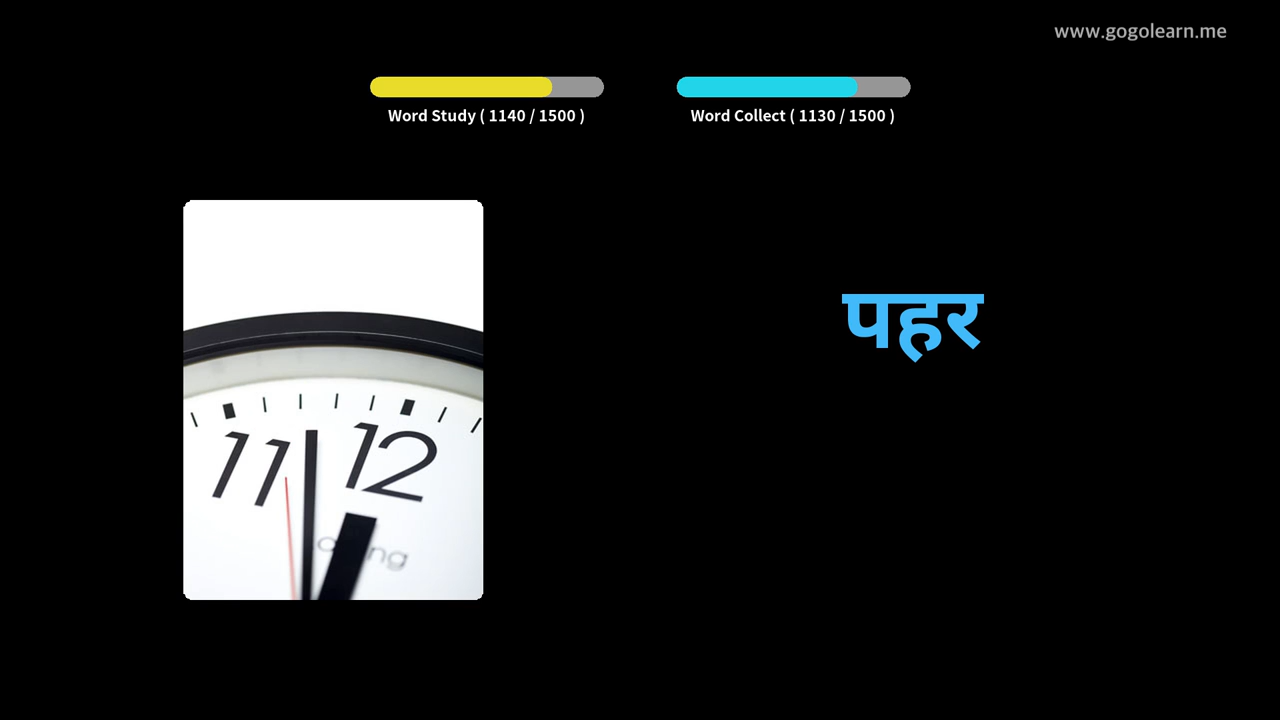 www.gogolearn.me
Word Study ( 1140 / 1500 )
Word Collect ( 1130 / 1500 )
पहर
11
12